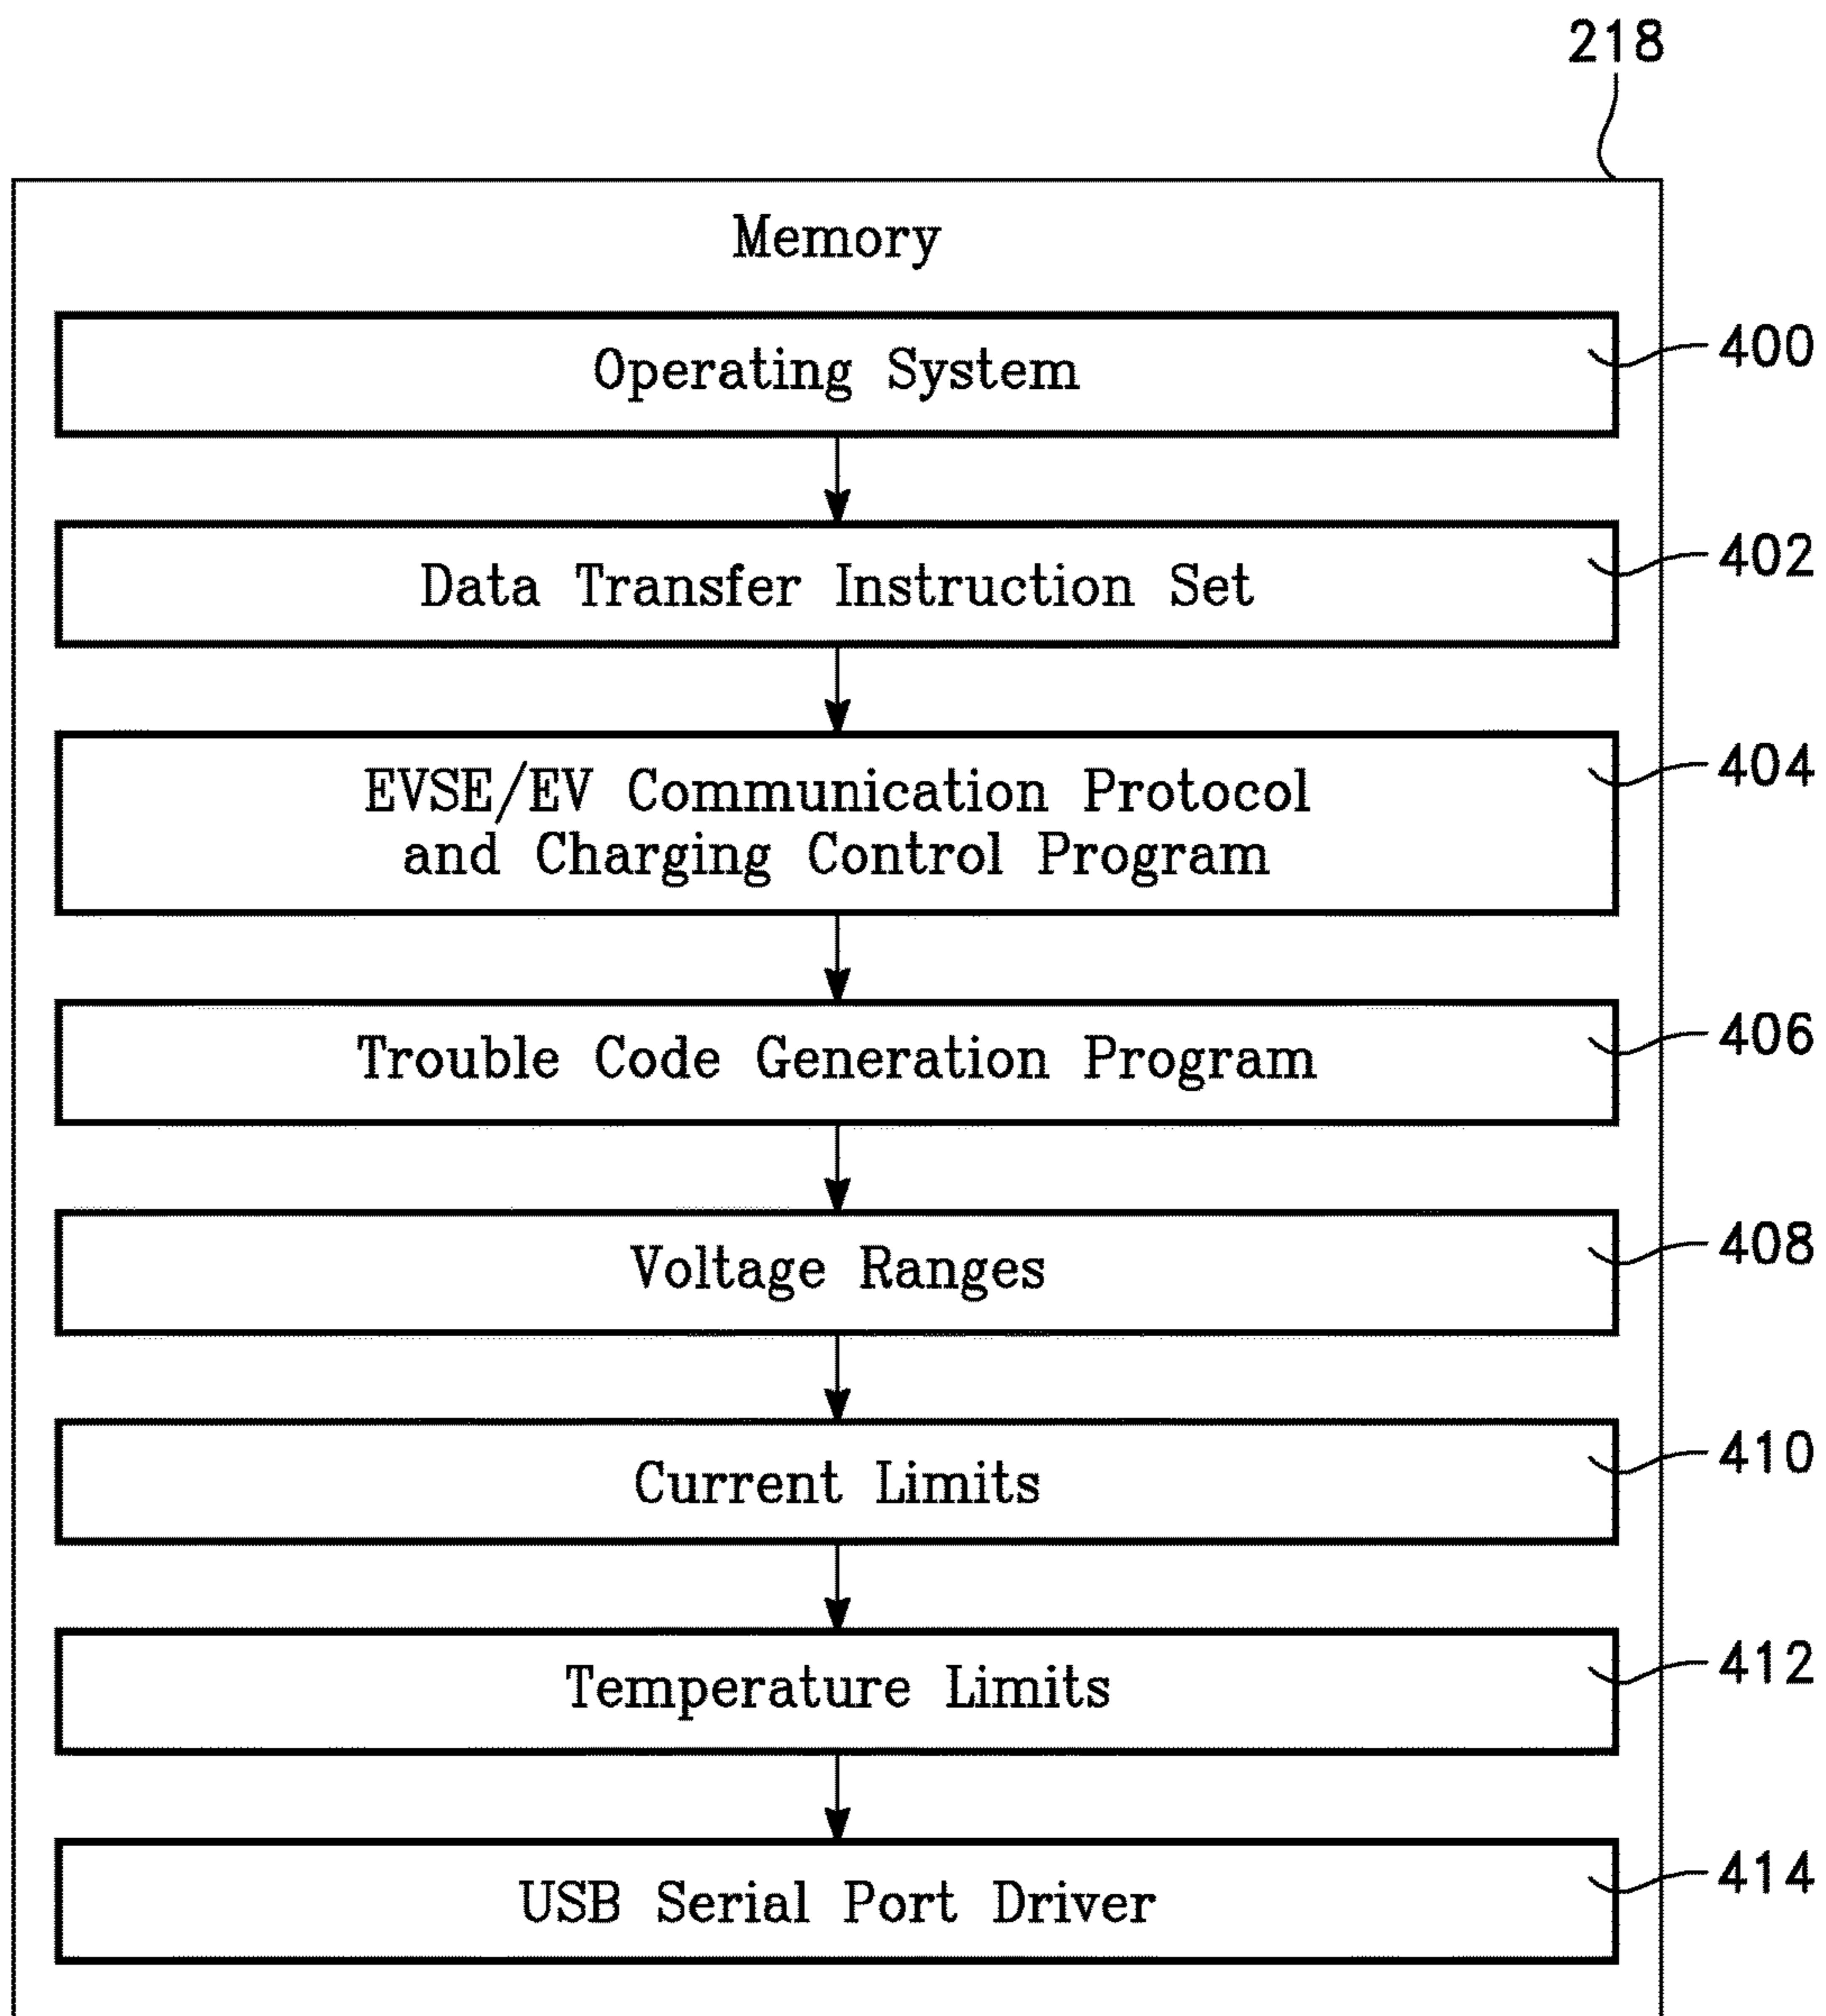 218
Memory
Operating System
400
Data Transfer Instruction Set
402
EVSE/EV Communication Protocol
and Charging Control Program
404
Trouble Code Generation Program
406
Voltage Ranges
408
Current Limits
410
Temperature Limits
412
USB Serial Port Driver
414